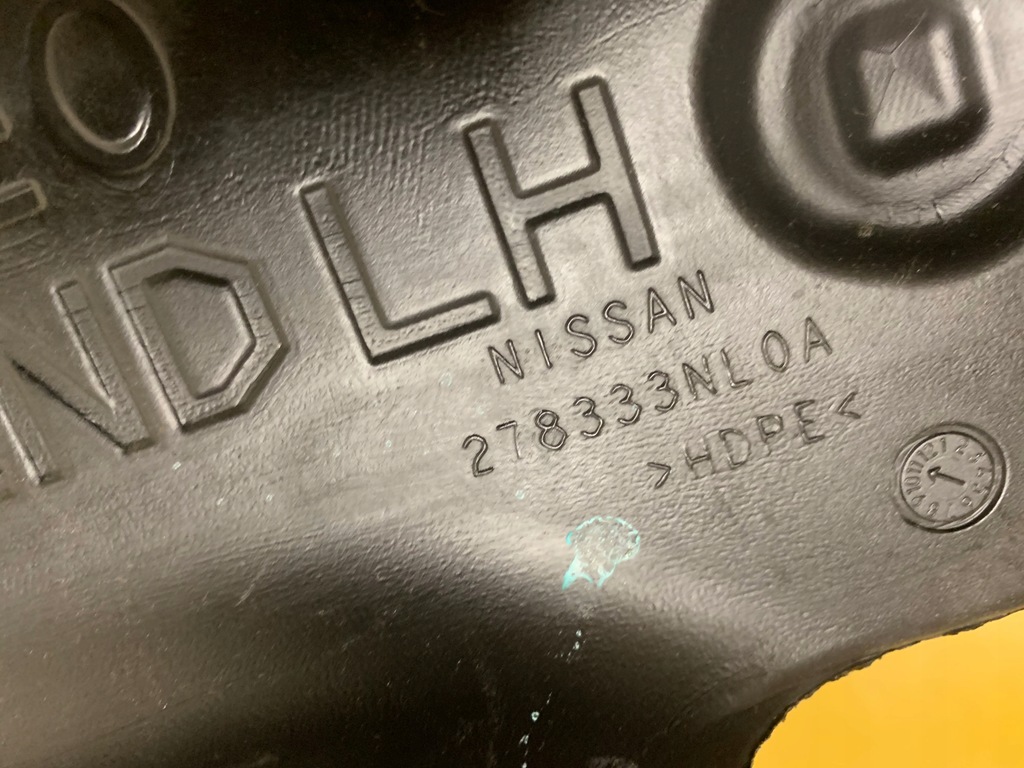 ND LH
NISSAN
278333NL0A
>HDPE<